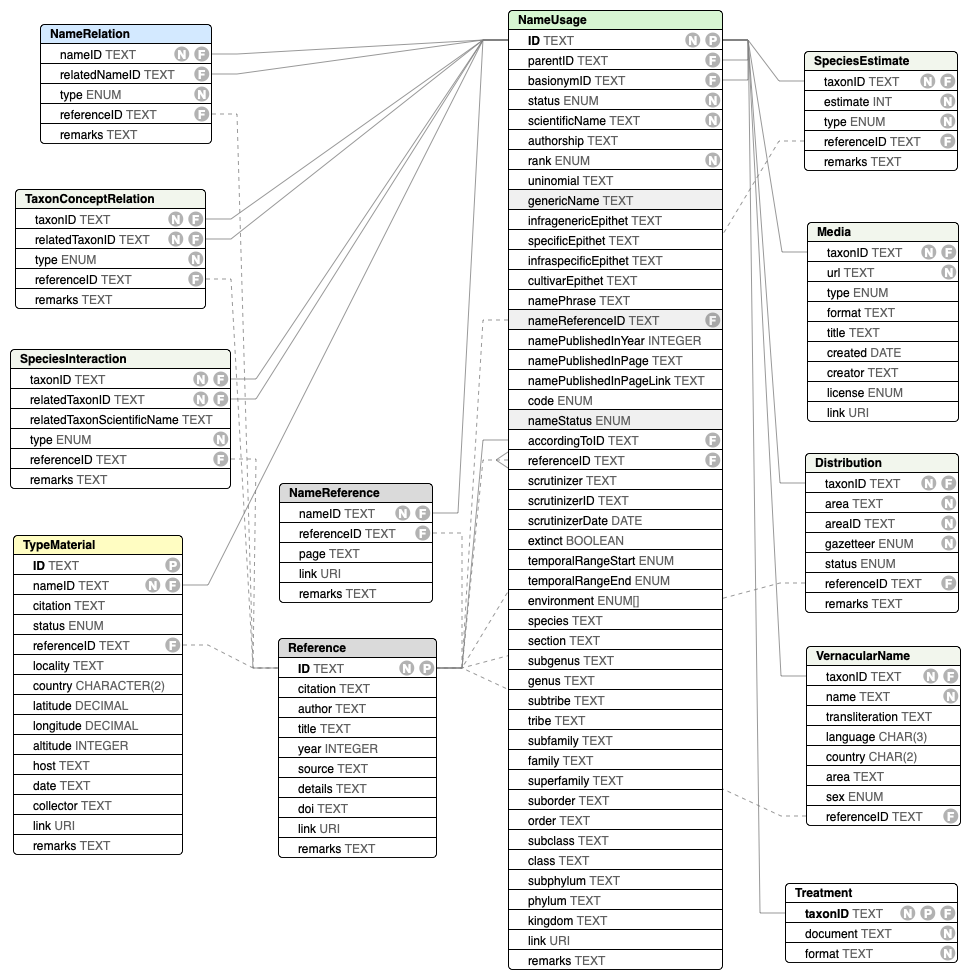 NameRelation
nameID TEXT N F
relatedNameID TEXT F
type ENUM N
referenceID TEXT F
remarks TEXT
TaxonConceptRelation
taxonID TEXT N F
relatedTaxonID TEXT N F
type ENUM N
referenceID TEXT F
remarks TEXT
SpeciesInteraction
taxonID TEXT N F
relatedTaxonID TEXT N F
relatedTaxonScientificName TEXT
type ENUM N
referenceID TEXT F
remarks TEXT
TypeMaterial
ID TEXT P
nameID TEXT N F
citation TEXT
status ENUM
referenceID TEXT F
locality TEXT
country CHARACTER(2)
latitude DECIMAL
longitude DECIMAL
altitude INTEGER
host TEXT
date TEXT
collector TEXT
link URI
remarks TEXT
NameReference
nameID TEXT N F
referenceID TEXT F
page TEXT
link URI
remarks TEXT
Reference
ID TEXT N P
citation TEXT
author TEXT
title TEXT
year INTEGER
source TEXT
details TEXT
doi TEXT
link URI
remarks TEXT
NameUsage
ID TEXT N P
parentID TEXT F
basionymID TEXT F
status ENUM N
scientificName TEXT N
authorship TEXT
rank ENUM N
uninomial TEXT
genericName TEXT
infragenericEpithet TEXT
specificEpithet TEXT
infraspecificEpithet TEXT
cultivarEpithet TEXT
namePhrase TEXT
nameReferenceID TEXT F
namePublishedInYear INTEGER
namePublishedInPage TEXT
namePublishedInPageLink TEXT
code ENUM
nameStatus ENUM
accordingToID TEXT F
referenceID TEXT F
scrutinizer TEXT
scrutinizerID TEXT
scrutinizerDate DATE
extinct BOOLEAN
temporalRangeStart ENUM
temporalRangeEnd ENUM
environment ENUM[]
species TEXT
section TEXT
subgenus TEXT
genus TEXT
subtribe TEXT
tribe TEXT
subfamily TEXT
family TEXT
superfamily TEXT
suborder TEXT
order TEXT
subclass TEXT
class TEXT
subphylum TEXT
phylum TEXT
kingdom TEXT
link URI
remarks TEXT
SpeciesEstimate
taxonID TEXT N F
estimate INT N
type ENUM N
referenceID TEXT F
remarks TEXT
Media
taxonID TEXT N F
url TEXT N
type ENUM
format TEXT
title TEXT
created DATE
creator TEXT
license ENUM
link URI
Distribution
taxonID TEXT N F
area TEXT N
areaID TEXT N
gazetteer ENUM N
status ENUM
referenceID TEXT F
remarks TEXT
VernacularName
taxonID TEXT N F
name TEXT N
transliteration TEXT
language CHAR(3)
country CHAR(2)
area TEXT
sex ENUM
referenceID TEXT F
Treatment
taxonID TEXT N P F
document TEXT N
format TEXT N